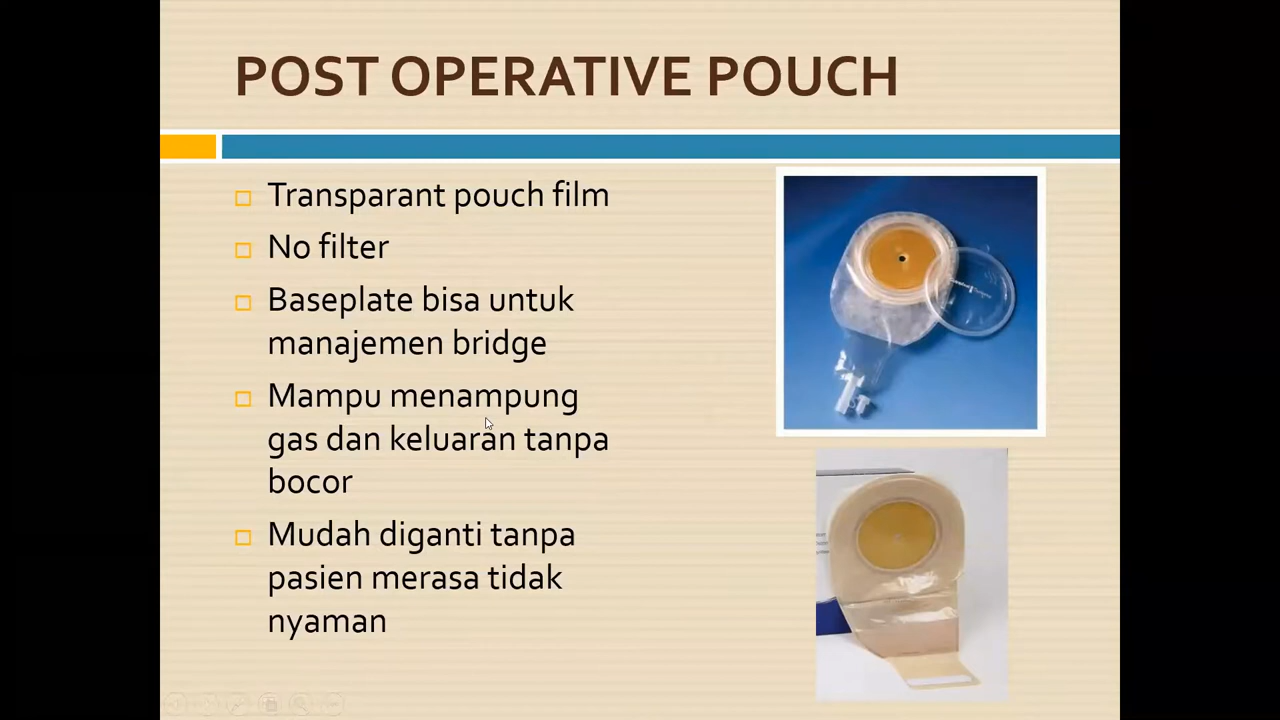 POST OPERATIVE POUCH
Transparant pouch film
No filter
Baseplate bisa untuk
manajemen bridge
Mampu menampung
gas dan keluaran tanpa
bocor
Mudah diganti tanpa
pasien merasa tidak
nyaman